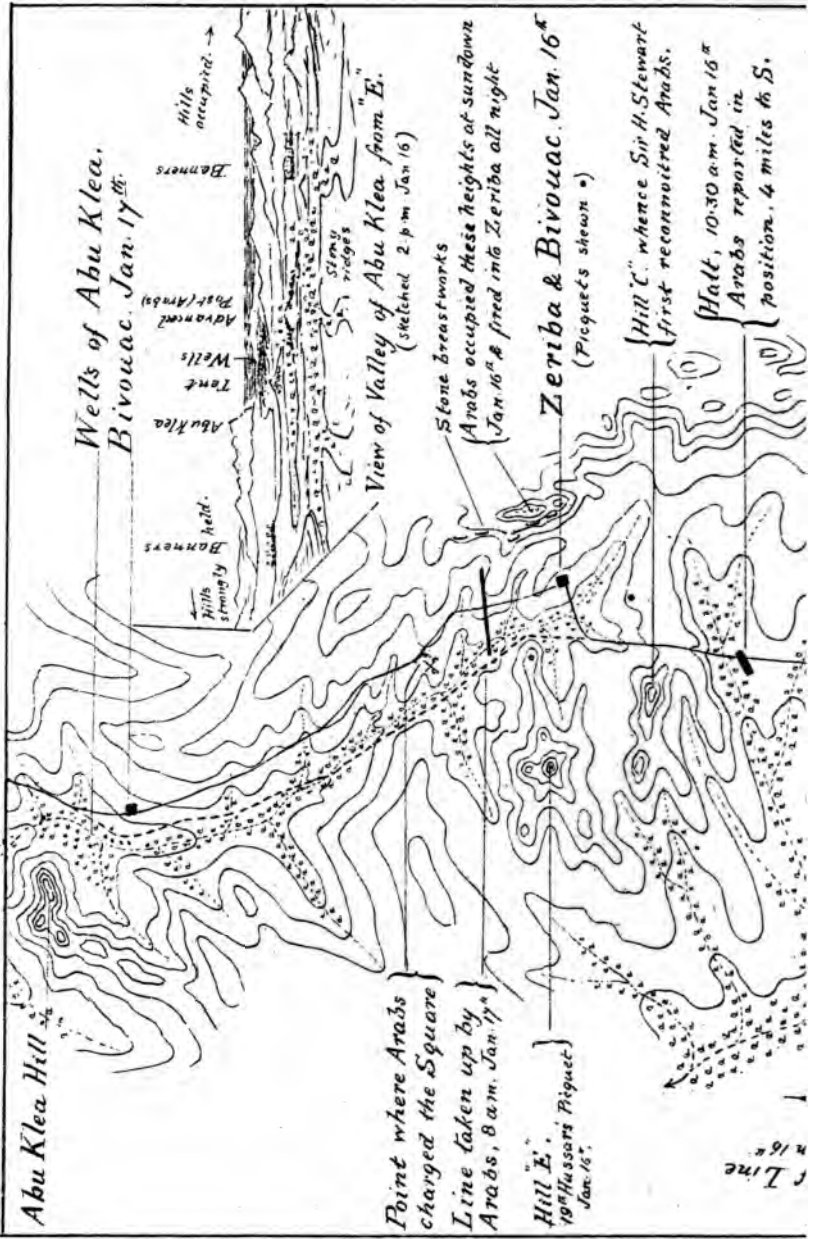 Abu Klea Hill
Wells of Abu Klea.
Bivouac. Jan. 17th.
Hills strongly held.
Banners
Abu Klea
Tent
Wells
Advanced Post (Arabs)
Banners
Hills occupied.
Stony ridges
View of Valley of Abu Klea from "E."
(sketched 2 p.m. Jan 16)
Stone breastworks
Arabs occupied these heights at sundown
Jan. 16th & fired into Zeriba all night
Zeriba & Bivouac. Jan. 16th
(Picquets shewn •)
Hill "C" whence Sir H. Stewart
first reconnoitred Arabs.
Halt, 10.30 a.m. Jan 16th
Arabs reported in
position, 4 miles to S.
Point where Arabs
charged the Square
Line taken up by
Arabs, 8 a.m. Jan. 17th
Hill "E".
19th Hussars' Picquet
Jan. 16th.
Line